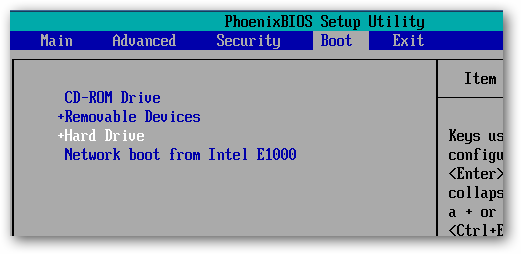 PhoenixBIOS Setup Utility
Main Advanced Security Boot Exit
Item
CD-ROM Drive
+Removable Devices
+Hard Drive
Network boot from Intel E1000
Keys us
configu
<Enter>
collaps
a + or
<Ctrl+E